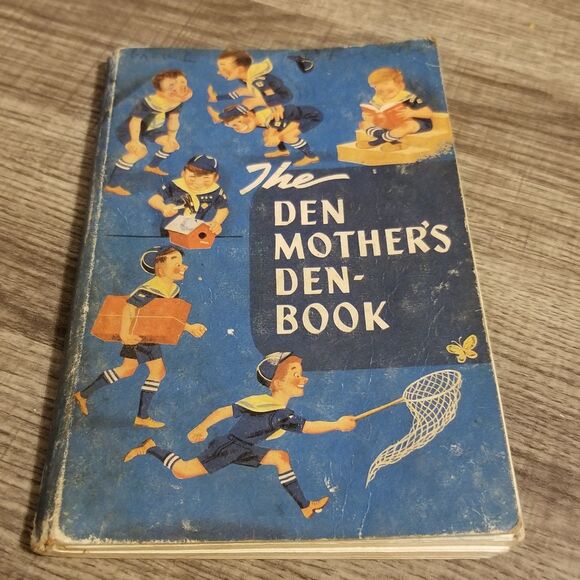 The
DEN
MOTHER'S
DEN-
BOOK